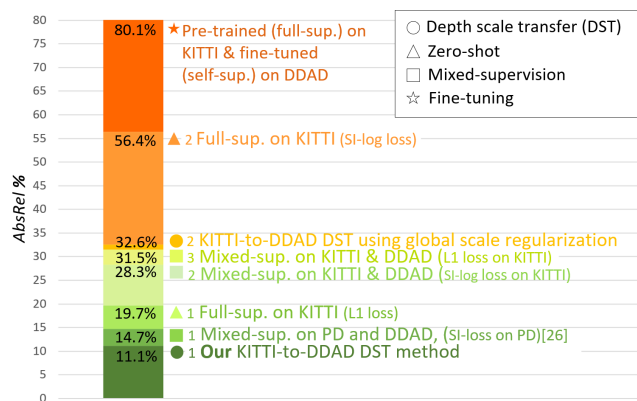 80
75
70
65
60
55
50
45
40
35
30
25
20
15
10
5
0
AbsRel %
80.1%
56.4%
32.6%
31.5%
28.3%
19.7%
14.7%
11.1%
Pre-trained (full-sup.) on
KITTI & fine-tuned
(self-sup.) on DDAD
2 Full-sup. on KITTI (SI-log loss)
2 KITTI-to-DDAD DST using global scale regularization
3 Mixed-sup. on KITTI & DDAD (L1 loss on KITTI)
2 Mixed-sup. on KITTI & DDAD (SI-log loss on KITTI)
1 Full-sup. on KITTI (L1 loss)
1 Mixed-sup. on PD and DDAD, (SI-loss on PD)[26]
1 Our KITTI-to-DDAD DST method
Depth scale transfer (DST)
Zero-shot
Mixed-supervision
Fine-tuning